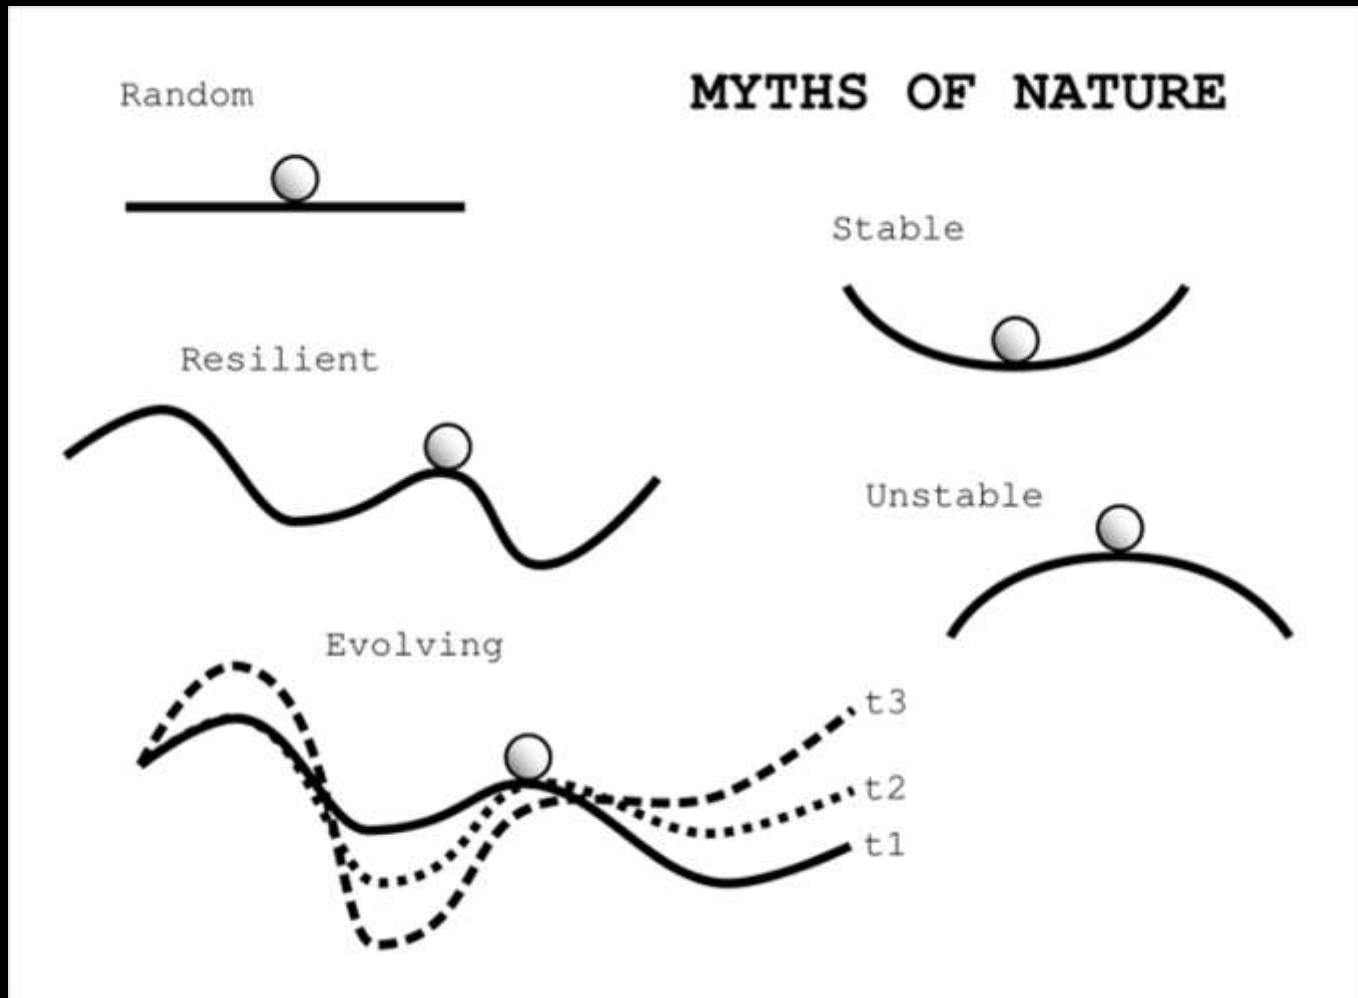 Random
MYTHS OF NATURE
Stable
Resilient
Unstable
Evolving
t3
t2
t1